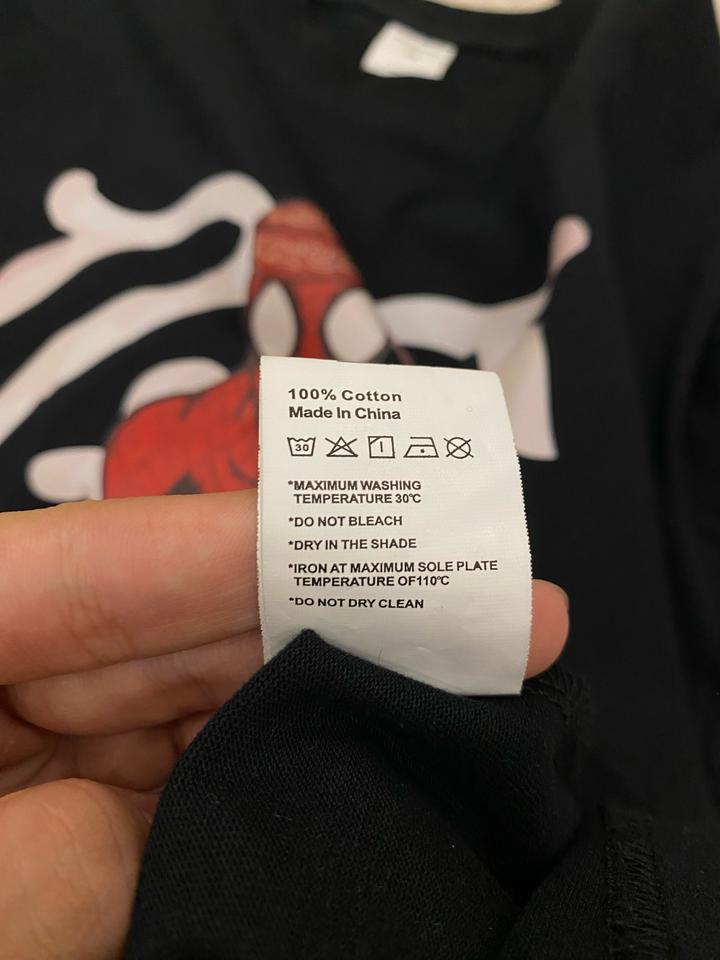 100% Cotton
Made In China
30
*MAXIMUM WASHING
TEMPERATURE 30℃
*DO NOT BLEACH
*DRY IN THE SHADE
*IRON AT MAXIMUM SOLE PLATE
TEMPERATURE OF110℃
*DO NOT DRY CLEAN